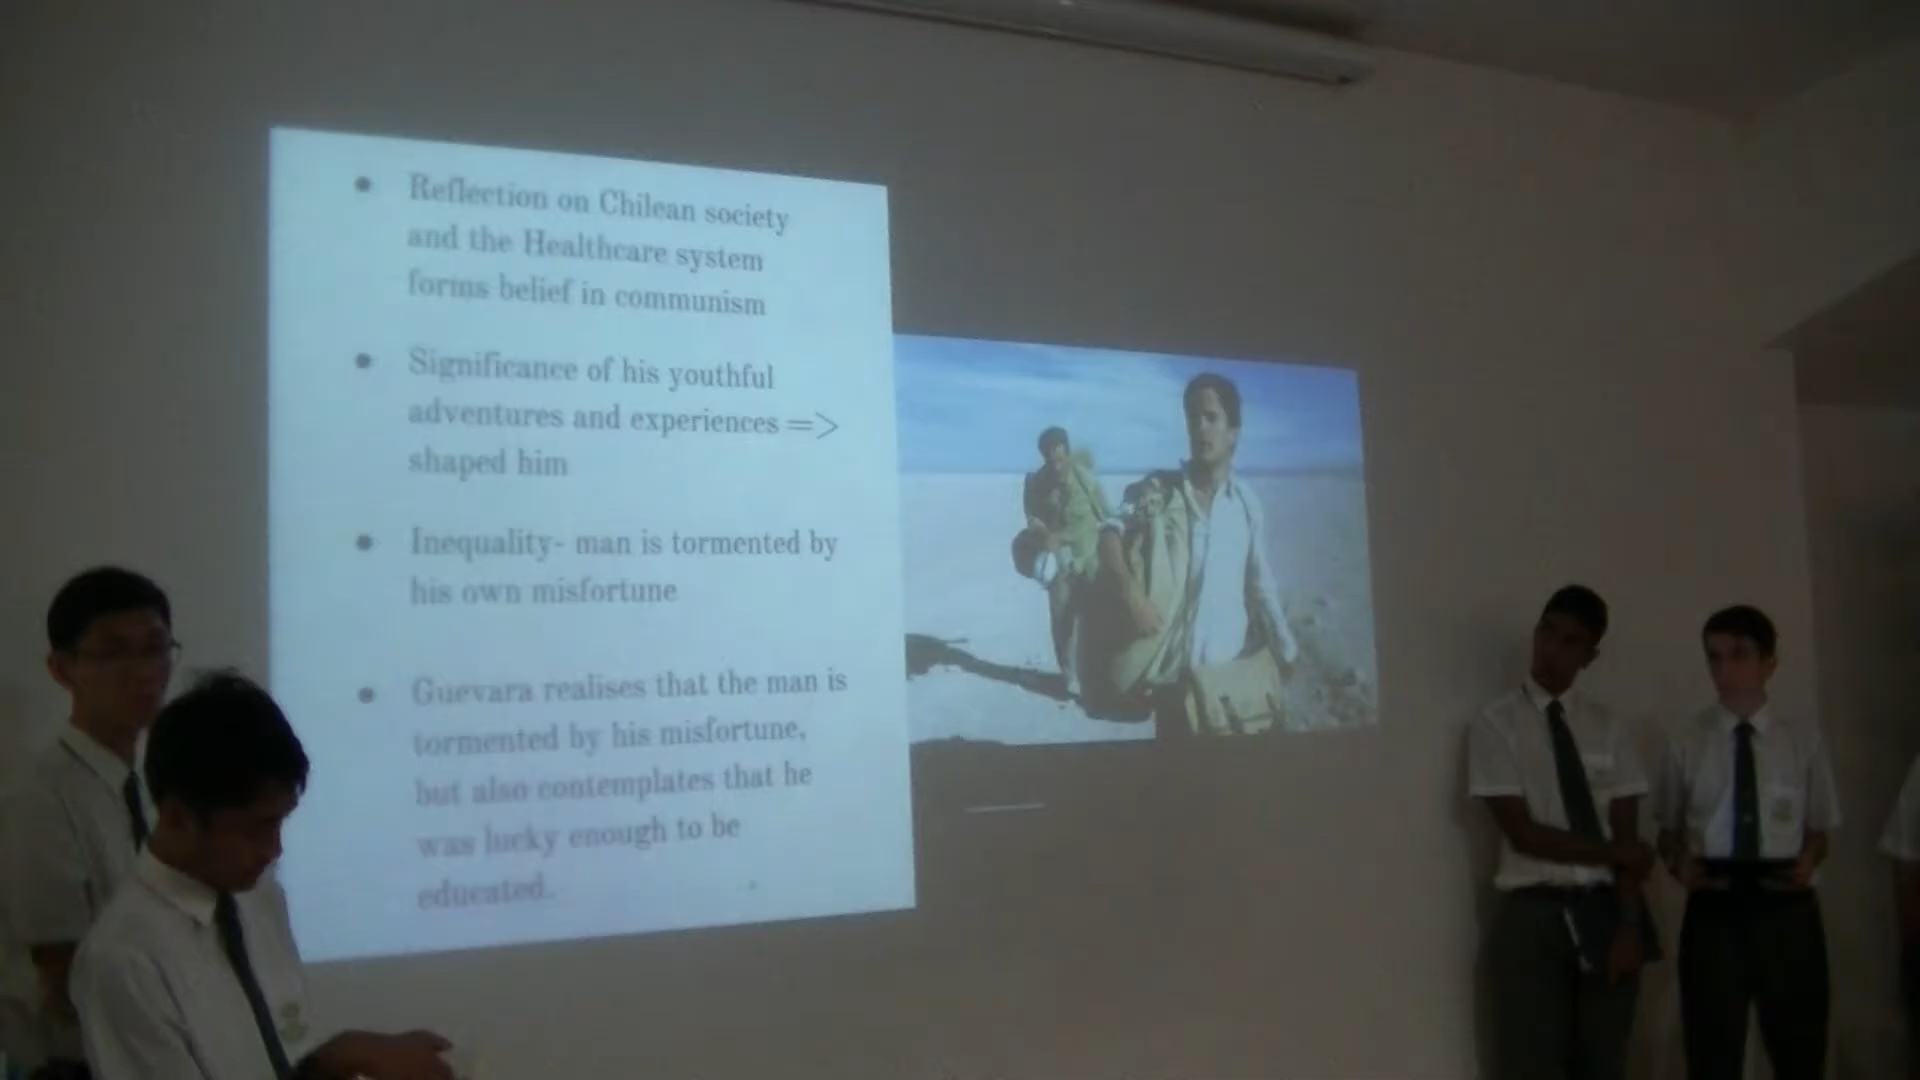 Reflection on Chilean society
and the Healthcare system
forms belief in communism
Significance of his youthful
adventures and experiences =>
shaped him
Inequality- man is tormented by
his own misfortune
Guevara realises that the man is
tormented by his misfortune,
but also contemplates that he
was lucky enough to be
educated.